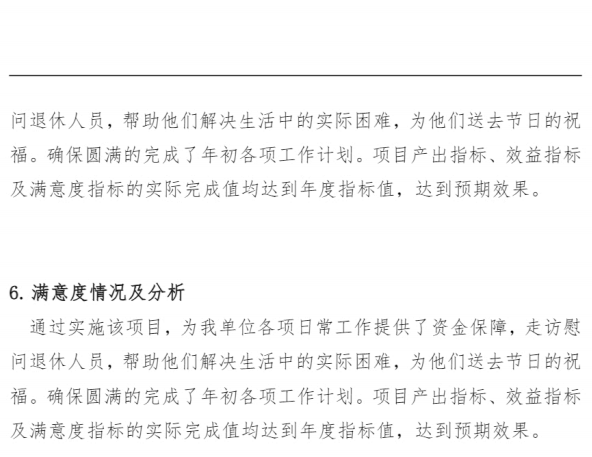 问退休人员，帮助他们解决生活中的实际困难，为他们送去节日的祝
福。确保圆满的完成了年初各项工作计划。项目产出指标、效益指标
及满意度指标的实际完成值均达到年度指标值，达到预期效果。
6. 满意度情况及分析
通过实施该项目，为我单位各项日常工作提供了资金保障，走访慰
问退休人员，帮助他们解决生活中的实际困难，为他们送去节日的祝
福。确保圆满的完成了年初各项工作计划。项目产出指标、效益指标
及满意度指标的实际完成值均达到年度指标值，达到预期效果。